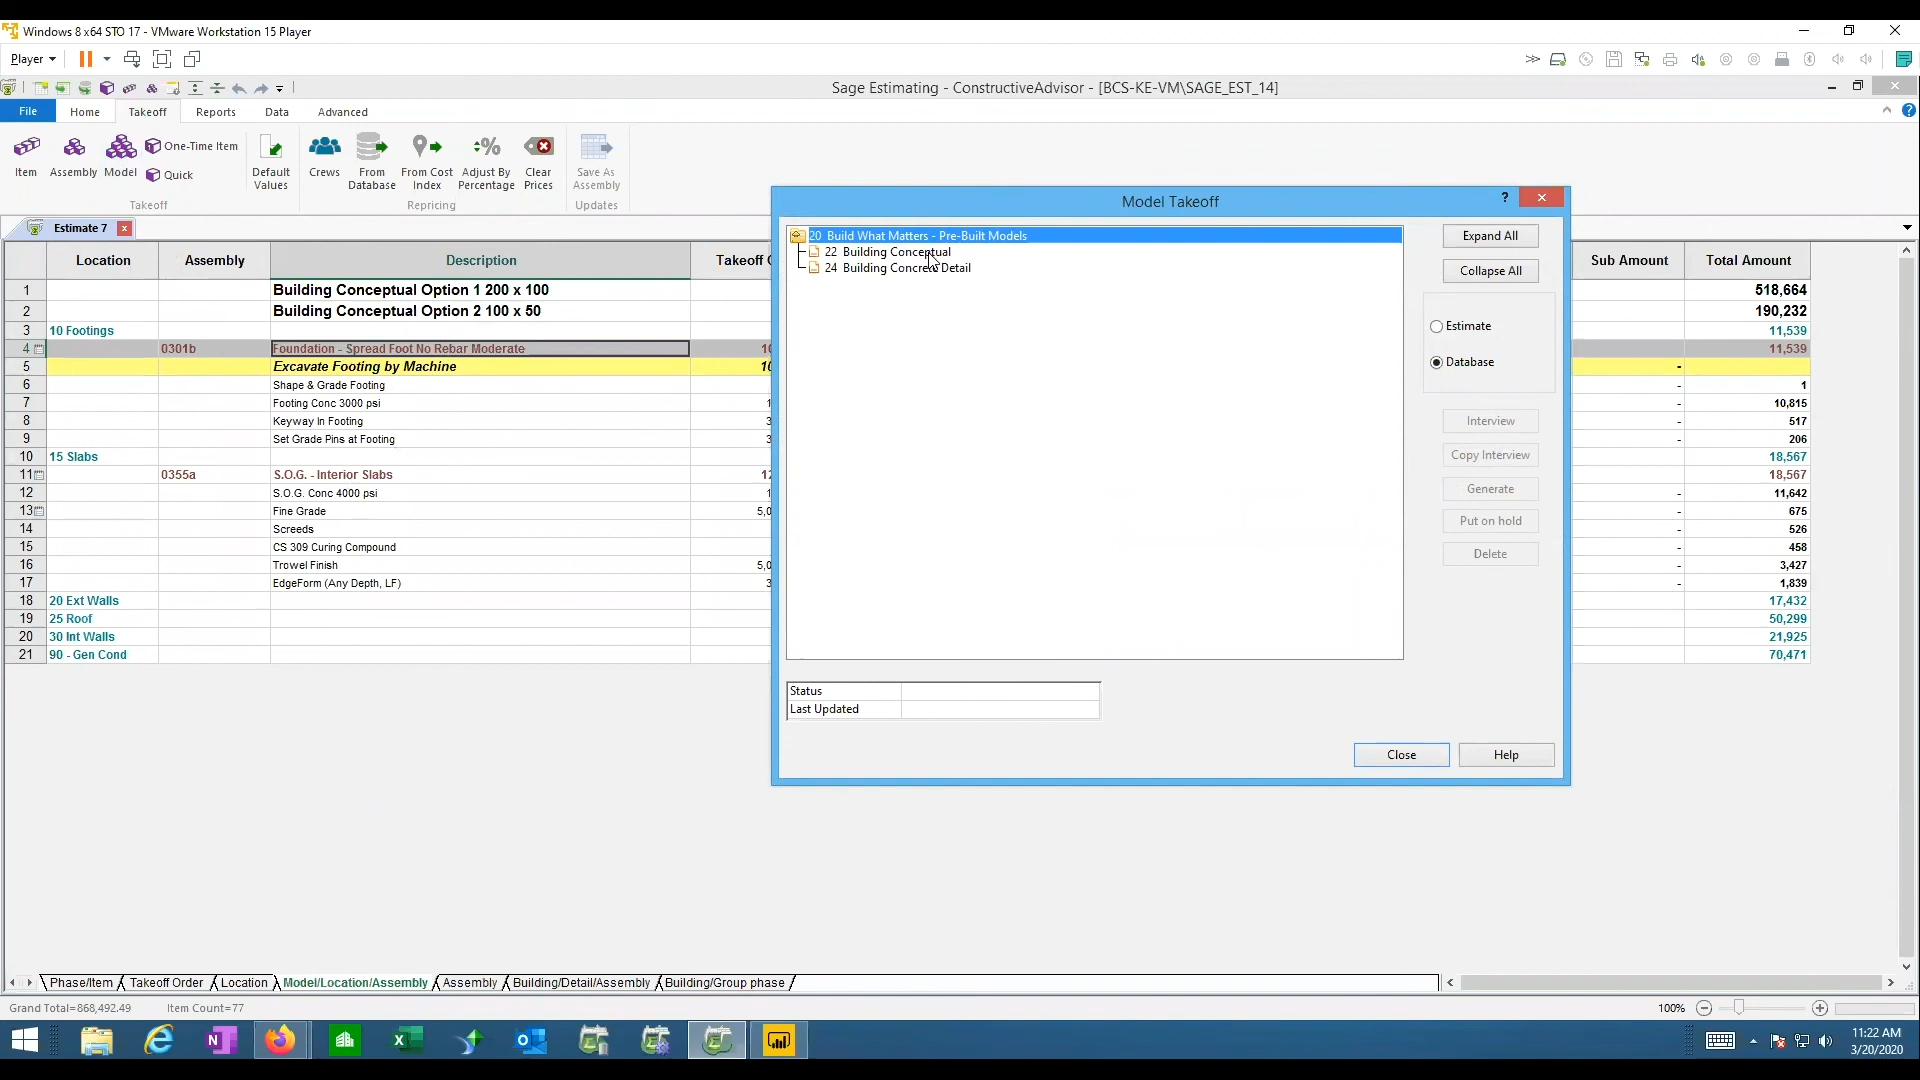 Windows 8 x64 STO 17 - VMware Workstation 15 Player
Player
Sage Estimating - ConstructiveAdvisor - [BCS-KE-VM\SAGE_EST_14]
File Home Takeoff Reports Data Advanced
Item Assembly Model One-Time Item Quick Default Values Crews From Database From Cost Index Adjust By Percentage Clear Prices Save As Assembly
Takeoff Repricing Updates
Estimate 7
Location Assembly Description Takeoff Sub Amount Total Amount
1 Building Conceptual Option 1 200 x 100 518,664
2 Building Conceptual Option 2 100 x 50 190,232
3 10 Footings 11,539
4 0301b Foundation - Spread Foot No Rebar Moderate 10 11,539
5 Excavate Footing by Machine 10 -
6 Shape & Grade Footing - 1
7 Footing Conc 3000 psi 1 - 10,815
8 Keyway In Footing 3 - 517
9 Set Grade Pins at Footing 3 - 206
10 15 Slabs 18,567
11 0355a S.O.G. - Interior Slabs 12 18,567
12 S.O.G. Conc 4000 psi 1 - 11,642
13 Fine Grade 5,0 - 675
14 Screeds - 526
15 CS 309 Curing Compound - 458
16 Trowel Finish 5,0 - 3,427
17 EdgeForm (Any Depth, LF) 3 - 1,839
18 20 Ext Walls 17,432
19 25 Roof 50,299
20 30 Int Walls 21,925
21 90 - Gen Cond 70,471
Model Takeoff
? x
20 Build What Matters - Pre-Built Models
22 Building Conceptual
24 Building Concrete Detail
Expand All
Collapse All
Estimate
Database
Interview
Copy Interview
Generate
Put on hold
Delete
Status
Last Updated
Close Help
Phase/Item Takeoff Order Location Model/Location/Assembly Assembly Building/Detail/Assembly Building/Group phase
Grand Total=868,492.49 Item Count=77 100%
11:22 AM
3/20/2020